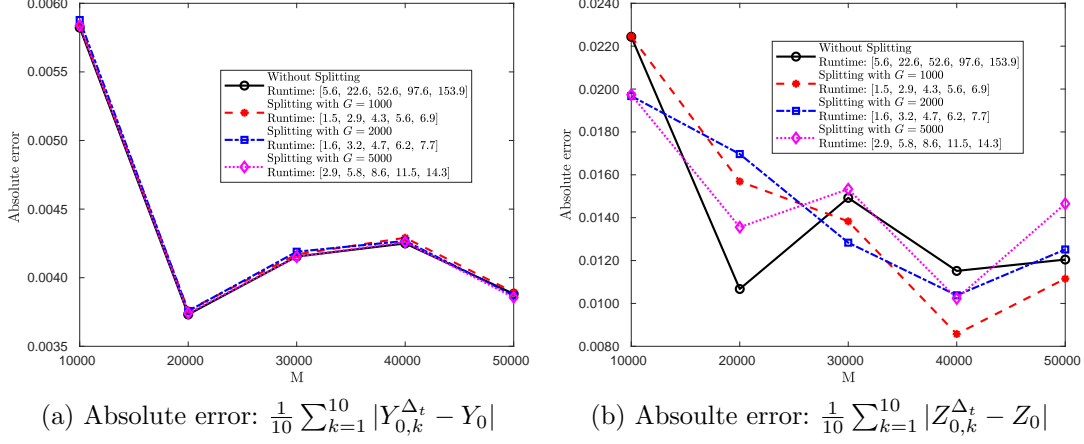 0.0060
0.0055
0.0050
0.0045
0.0040
0.0035
Absolute error
Without Splitting
Runtime: [5.6, 22.6, 52.6, 97.6, 153.9]
Splitting with G = 1000
Runtime: [1.5, 2.9, 4.3, 5.6, 6.9]
Splitting with G = 2000
Runtime: [1.6, 3.2, 4.7, 6.2, 7.7]
Splitting with G = 5000
Runtime: [2.9, 5.8, 8.6, 11.5, 14.3]
10000 20000 30000 40000 50000
M
(a) Absolute error: $\frac{1}{10} \sum_{k=1}^{10} |Y_{0,k}^{\Delta_t} - Y_0|$
0.0240
0.0220
0.0200
0.0180
0.0160
0.0140
0.0120
0.0100
0.0080
Absolute error
Without Splitting
Runtime: [5.6, 22.6, 52.6, 97.6, 153.9]
Splitting with G = 1000
Runtime: [1.5, 2.9, 4.3, 5.6, 6.9]
Splitting with G = 2000
Runtime: [1.6, 3.2, 4.7, 6.2, 7.7]
Splitting with G = 5000
Runtime: [2.9, 5.8, 8.6, 11.5, 14.3]
10000 20000 30000 40000 50000
M
(b) Absoulte error: $\frac{1}{10} \sum_{k=1}^{10} |Z_{0,k}^{\Delta_t} - Z_0|$